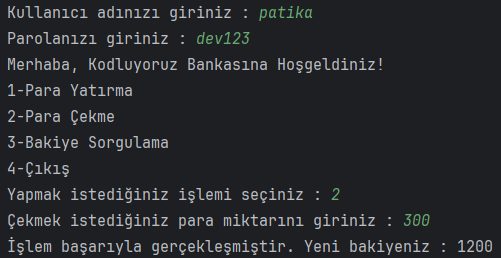 Kullanıcı adınızı giriniz : patika
Parolanızı giriniz : dev123
Merhaba, Kodluyoruz Bankasına Hoşgeldiniz!
1-Para Yatırma
2-Para Çekme
3-Bakiye Sorgulama
4-Çıkış
Yapmak istediğiniz işlemi seçiniz : 2
Çekmek istediğiniz para miktarını giriniz : 300
İşlem başarıyla gerçekleşmiştir. Yeni bakiyeniz : 1200